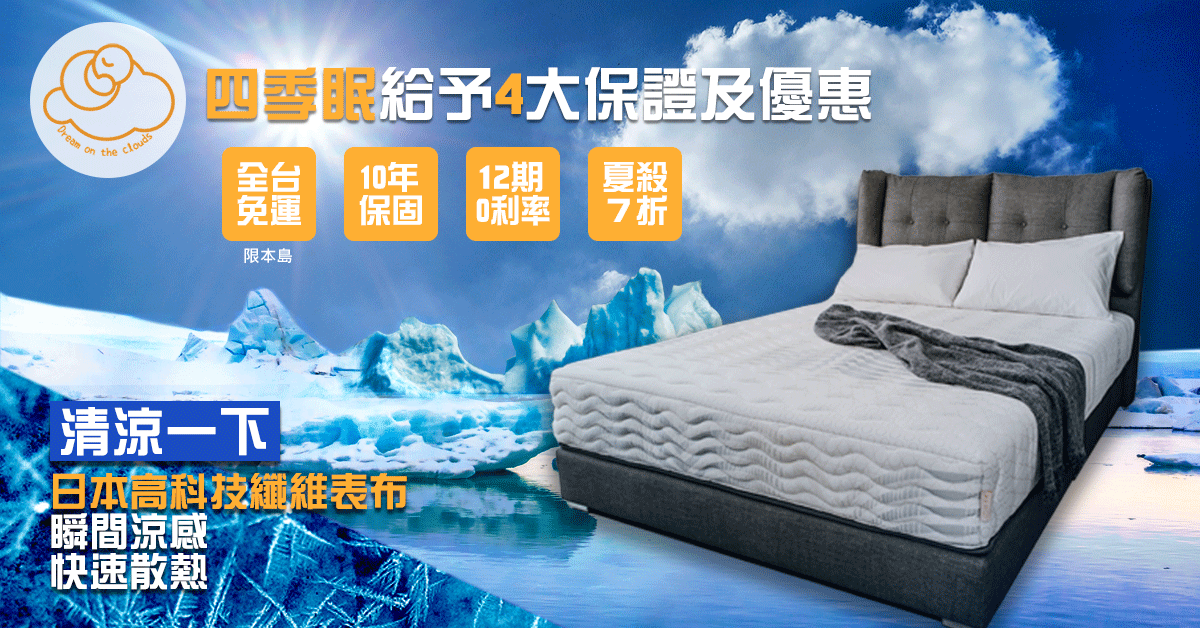 Dream on the clouds
四季眠給予4大保證及優惠
全台
免運
10年
保固
12期
0利率
夏殺
7折
限本島
清涼一下
日本高科技纖維表布
瞬間涼感
快速散熱